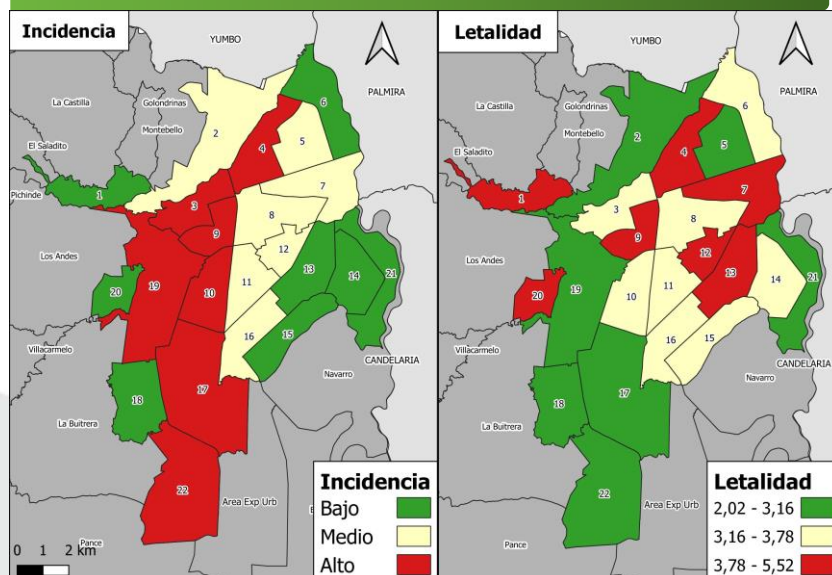 Incidencia
YUMBO
PALMIRA
La Castilla
Golondrinas
Montebello
El Saladito
Pichinde
Los Andes
Villacarmelo
La Buitrera
Pance
Navarro
CANDELARIA
Area Exp Urb
1
2
3
4
5
6
7
8
9
10
11
12
13
14
15
16
17
18
19
20
21
22
0 1 2 km
Incidencia
Bajo
Medio
Alto
Letalidad
YUMBO
PALMIRA
La Castilla
Golondrinas
Montebello
El Saladito
Pichinde
Los Andes
Villacarmelo
La Buitrera
Pance
Navarro
CANDELARIA
Area Exp Urb
1
2
3
4
5
6
7
8
9
10
11
12
13
14
15
16
17
18
19
20
21
22
Letalidad
2,02 - 3,16
3,16 - 3,78
3,78 - 5,52